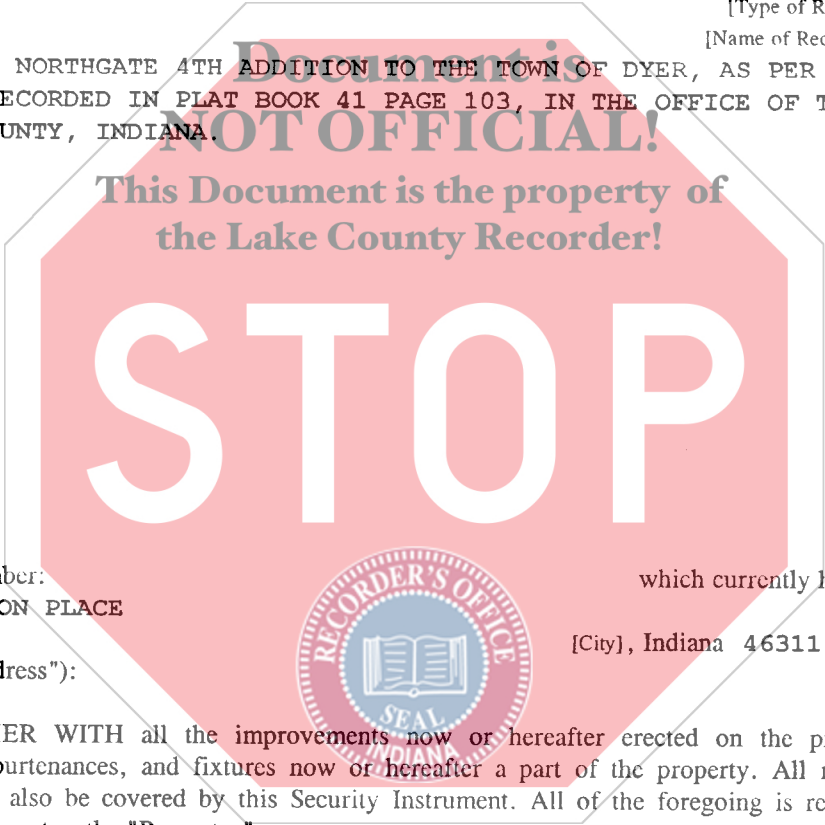 [Type of R
[Name of Rec
NORTHGATE 4TH ADDITION TO THE TOWN OF DYER, AS PER
ECORDED IN PLAT BOOK 41 PAGE 103, IN THE OFFICE OF T
UNTY, INDIANA.
Document is
NOT OFFICIAL!
This Document is the property of
the Lake County Recorder!
STOP
ber:
which currently h
ON PLACE
[City], Indiana 46311
dress"):
RECORDER'S OFFICE
SEAL
INDIANA
ER WITH all the improvements now or hereafter erected on the p
purtenances, and fixtures now or hereafter a part of the property. All r
also be covered by this Security Instrument. All of the foregoing is re